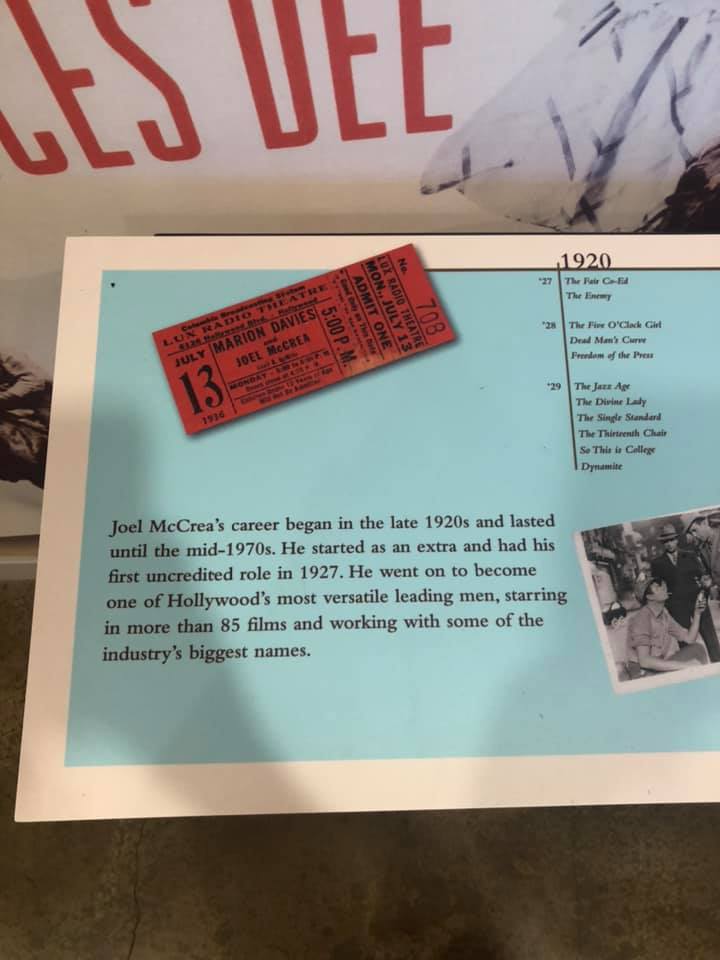 CES DEE
Columbia Broadcasting System
LUX RADIO THEATRE
Hollywood Blvd., Hollywood
JULY
13
1936
MARION DAVIES
and
JOEL McCREA
5:00 P.M.
ADMIT ONE
MON., JULY 13
LUX RADIO THEATRE
No. 708
1920
'27 The Fair Co-Ed
The Enemy
'28 The Five O'Clock Girl
Dead Man's Curve
Freedom of the Press
'29 The Jazz Age
The Divine Lady
The Single Standard
The Thirteenth Chair
So This is College
Dynamite
Joel McCrea's career began in the late 1920s and lasted
until the mid-1970s. He started as an extra and had his
first uncredited role in 1927. He went on to become
one of Hollywood's most versatile leading men, starring
in more than 85 films and working with some of the
industry's biggest names.